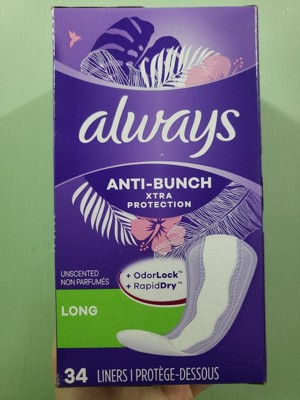 always
ANTI-BUNCH
XTRA
PROTECTION
UNSCENTED
NON PARFUMÉS
+ OdorLock™
+ RapidDry™
LONG
34 LINERS | PROTÈGE-DESSOUS